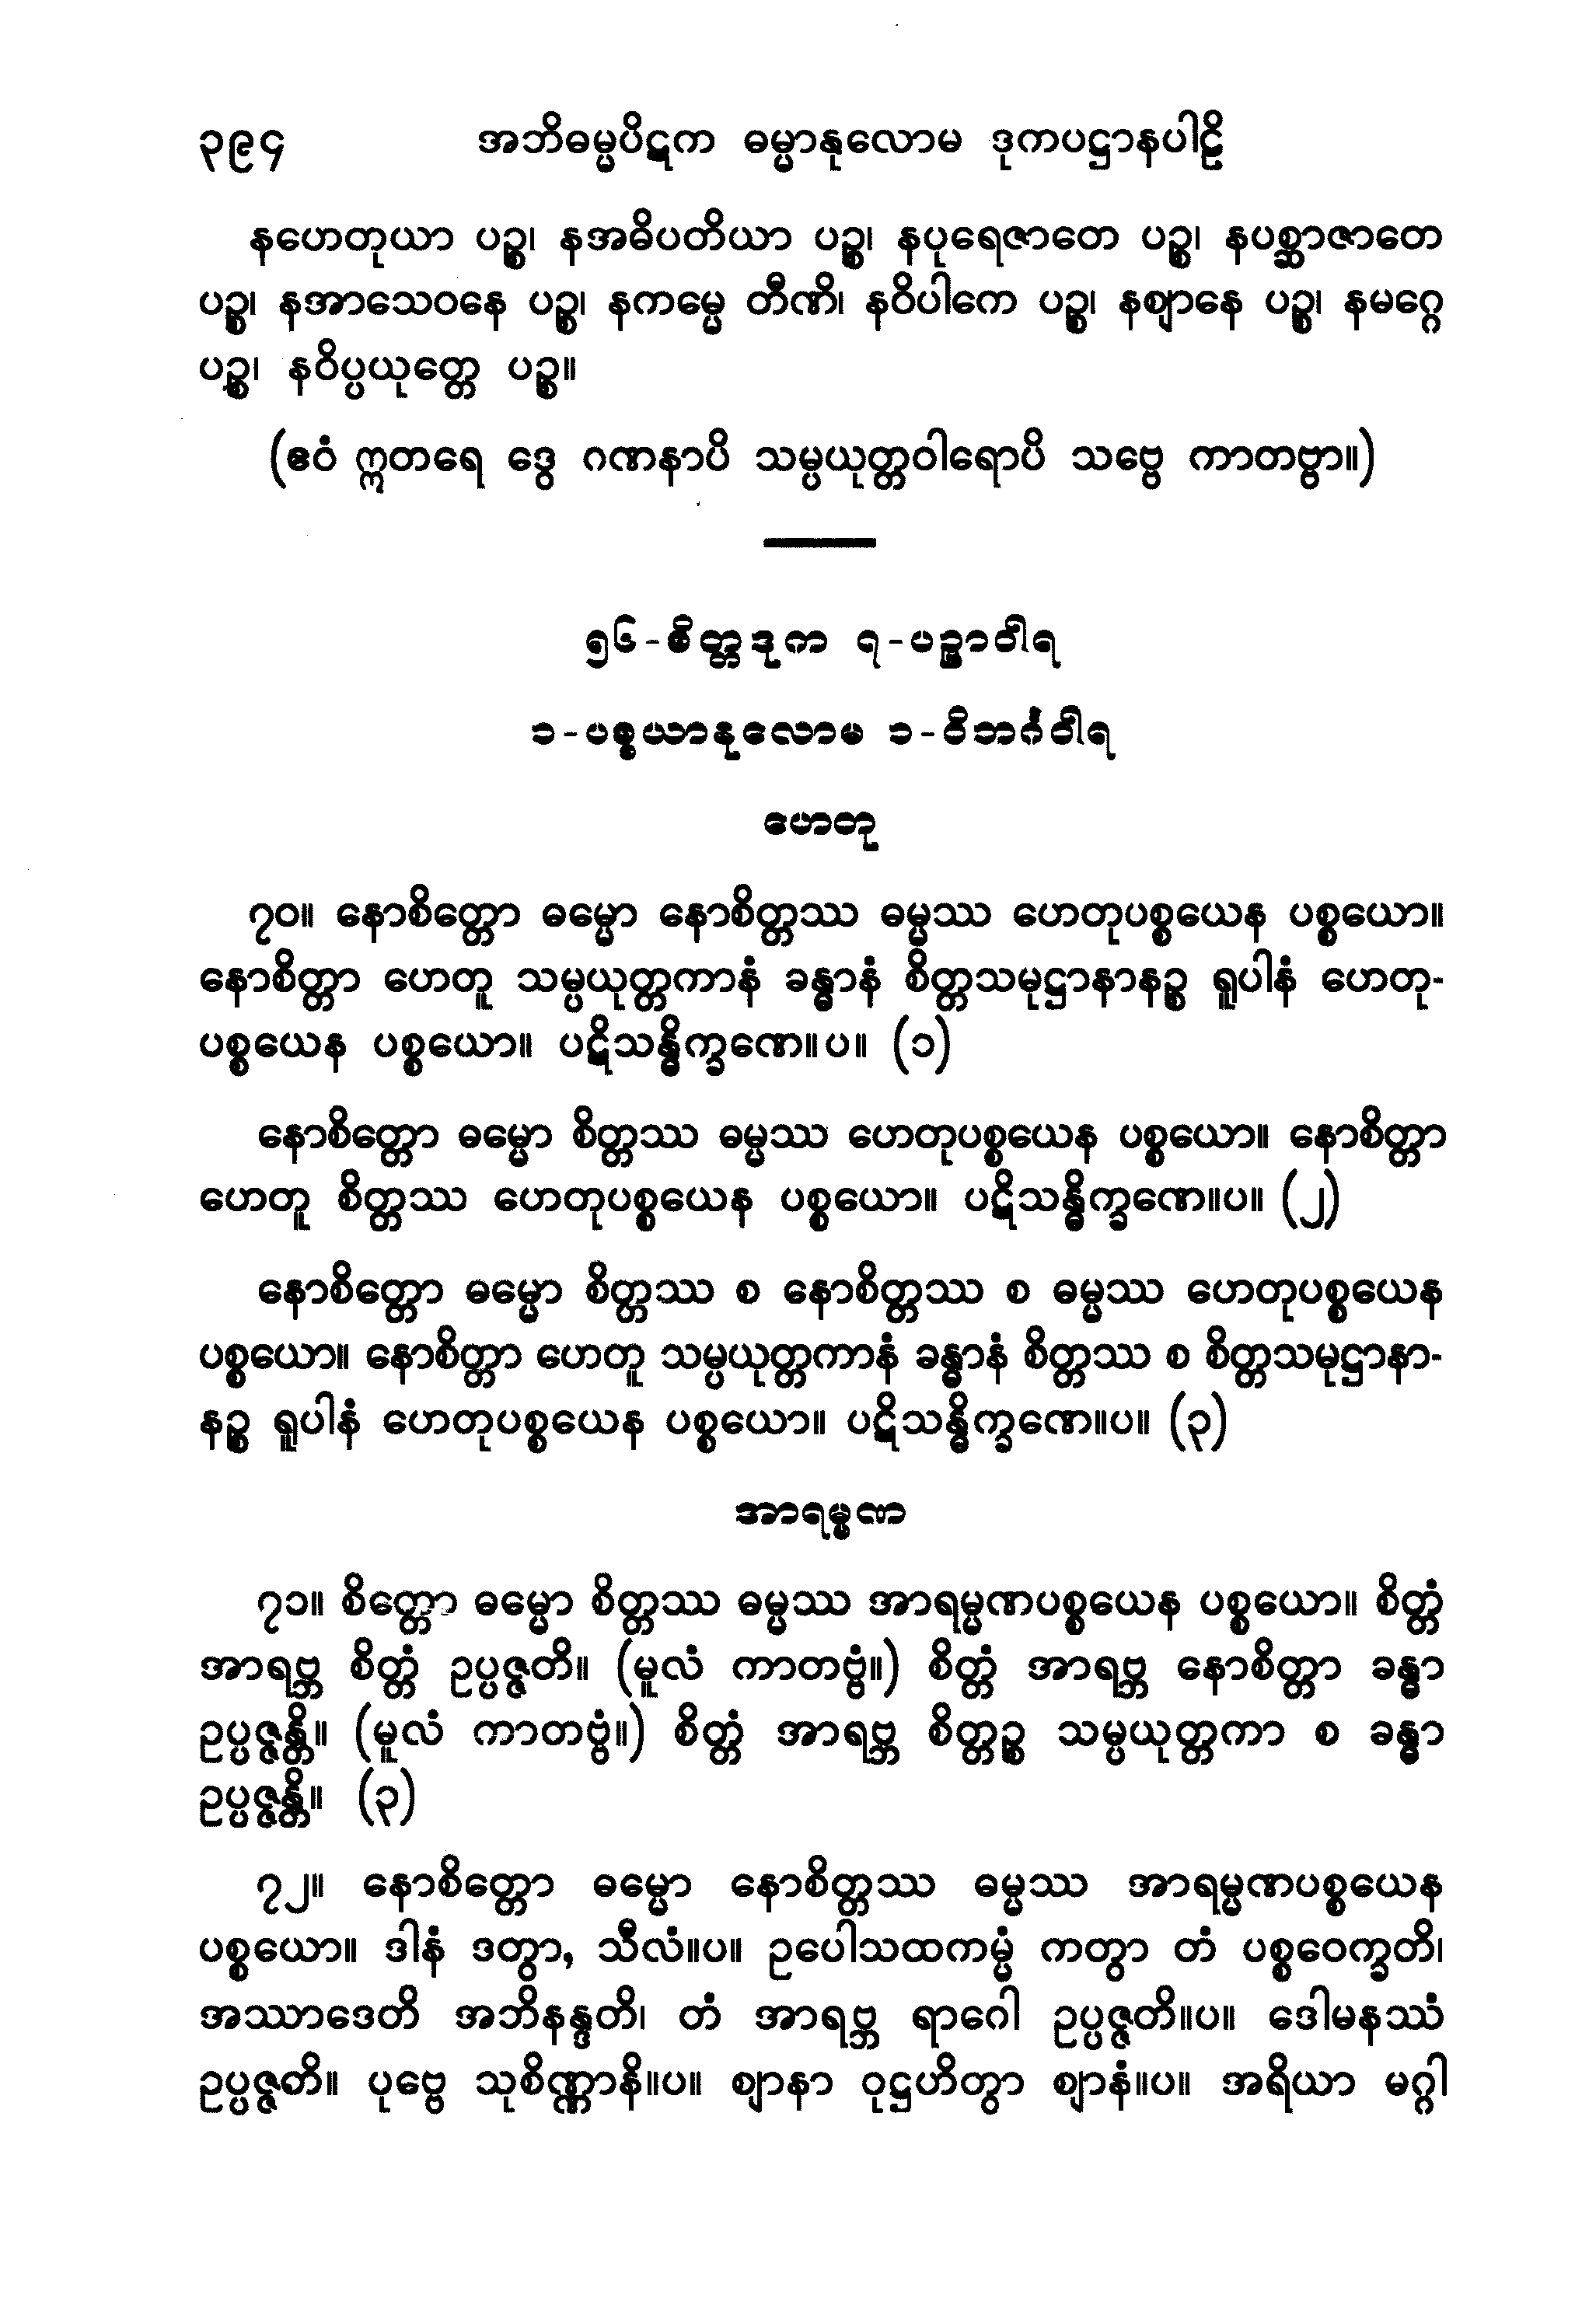 ၃၉၄ အဘိဓမ္မပိဋက ဓမ္မာနုလောမ ဒုကပဋ္ဌာနပါဠိ
နဟေတုယာ ပဉ္စ၊ နအဓိပတိယာ ပဉ္စ၊ နပုရေဇာတေ ပဉ္စ၊ နပစ္ဆာဇာတေ
ပဉ္စ၊ နအာသေဝနေ ပဉ္စ၊ နကမ္မေ တီဏိ၊ နဝိပါကေ ပဉ္စ၊ နဈာနေ ပဉ္စ၊ နမဂ္ဂေ
ပဉ္စ၊ နဝိပ္ပယုတ္တေ ပဉ္စ။
(ဧဝံ ဣတရေ ဒွေ ဂဏနာပိ သမ္ပယုတ္တဝါရောပိ သဗ္ဗေ ကာတဗ္ဗာ။)
၅၆-စိတ္တဒုက ၇-ပဉှာဝါရ
၁-ပစ္စယာနုလောမ ၁-ဝိဘင်္ဂဝါရ
ဟေတု
၇၀။ နောစိတ္တော ဓမ္မော နောစိတ္တဿ ဓမ္မဿ ဟေတုပစ္စယေန ပစ္စယော။
နောစိတ္တာ ဟေတူ သမ္ပယုတ္တကာနံ ခန္ဓာနံ စိတ္တသမုဋ္ဌာနာနဉ္စ ရူပါနံ ဟေတု-
ပစ္စယေန ပစ္စယော။ ပဋိသန္ဓိက္ခဏေ။ပ။ (၁)
နောစိတ္တော ဓမ္မော စိတ္တဿ ဓမ္မဿ ဟေတုပစ္စယေန ပစ္စယော။ နောစိတ္တာ
ဟေတူ စိတ္တဿ ဟေတုပစ္စယေန ပစ္စယော။ ပဋိသန္ဓိက္ခဏေ။ပ။ (၂)
နောစိတ္တော ဓမ္မော စိတ္တဿ စ နောစိတ္တဿ စ ဓမ္မဿ ဟေတုပစ္စယေန
ပစ္စယော။ နောစိတ္တာ ဟေတူ သမ္ပယုတ္တကာနံ ခန္ဓာနံ စိတ္တဿ စ စိတ္တသမုဋ္ဌာနာ-
နဉ္စ ရူပါနံ ဟေတုပစ္စယေန ပစ္စယော။ ပဋိသန္ဓိက္ခဏေ။ပ။ (၃)
အာရမ္မဏ
၇၁။ စိတ္တော ဓမ္မော စိတ္တဿ ဓမ္မဿ အာရမ္မဏပစ္စယေန ပစ္စယော။ စိတ္တံ
အာရဗ္ဘ စိတ္တံ ဥပ္ပဇ္ဇတိ။ (မူလံ ကာတဗ္ဗံ။) စိတ္တံ အာရဗ္ဘ နောစိတ္တာ ခန္ဓာ
ဥပ္ပဇ္ဇန္တိ။ (မူလံ ကာတဗ္ဗံ။) စိတ္တံ အာရဗ္ဘ စိတ္တဉ္စ သမ္ပယုတ္တကာ စ ခန္ဓာ
ဥပ္ပဇ္ဇန္တိ။ (၃)
၇၂။ နောစိတ္တော ဓမ္မော နောစိတ္တဿ ဓမ္မဿ အာရမ္မဏပစ္စယေန
ပစ္စယော။ ဒါနံ ဒတွာ, သီလံ။ပ။ ဥပေါသထကမ္မံ ကတွာ တံ ပစ္စဝေက္ခတိ၊
အဿာဒေတိ အဘိနန္ဒတိ၊ တံ အာရဗ္ဘ ရာဂေါ ဥပ္ပဇ္ဇတိ။ပ။ ဒေါမနဿံ
ဥပ္ပဇ္ဇတိ။ ပုဗ္ဗေ သုစိဏ္ဏာနိ။ပ။ ဈာနာ ဝုဋ္ဌဟိတွာ ဈာနံ။ပ။ အရိယာ မဂ္ဂါ